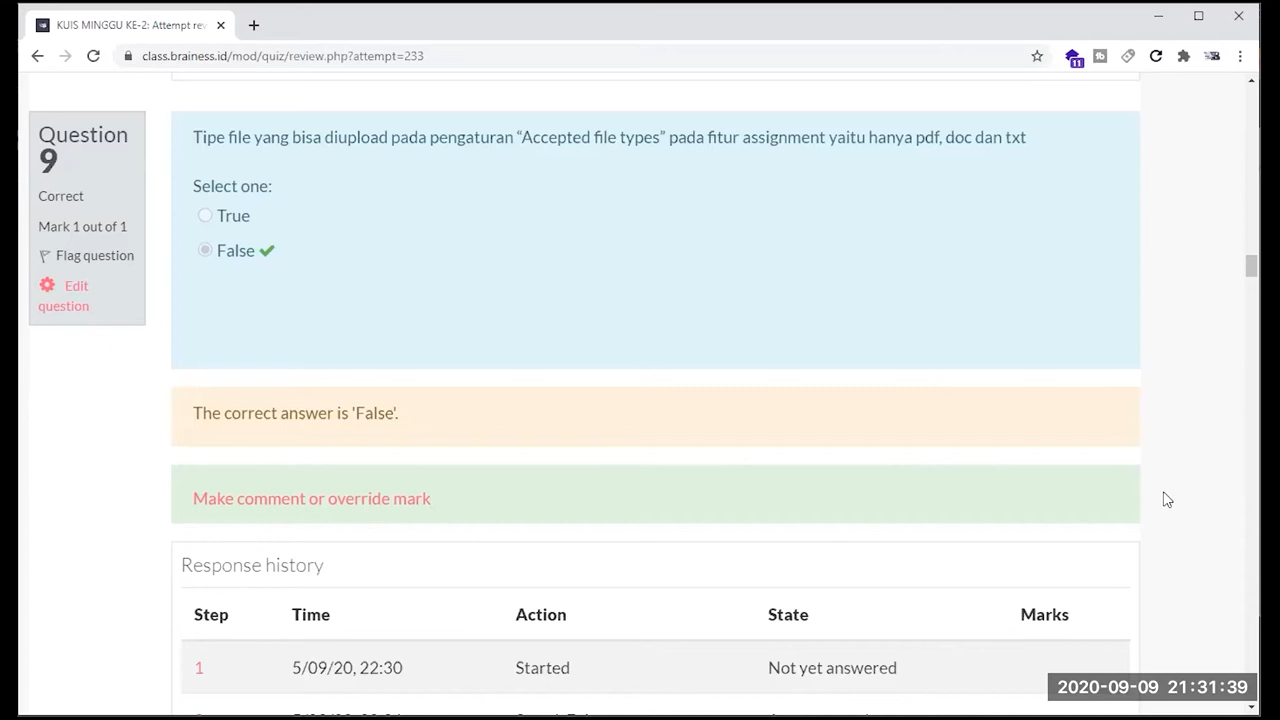 KUIS MINGGU KE-2: Attempt rev
class.brainess.id/mod/quiz/review.php?attempt=233
11
Question
9
Correct
Mark 1 out of 1
Flag question
Edit
question
Tipe file yang bisa diupload pada pengaturan “Accepted file types” pada fitur assignment yaitu hanya pdf, doc dan txt
Select one:
True
False
The correct answer is 'False'.
Make comment or override mark
Response history
Step Time Action State Marks
1 5/09/20, 22:30 Started Not yet answered
2020-09-09 21:31:39